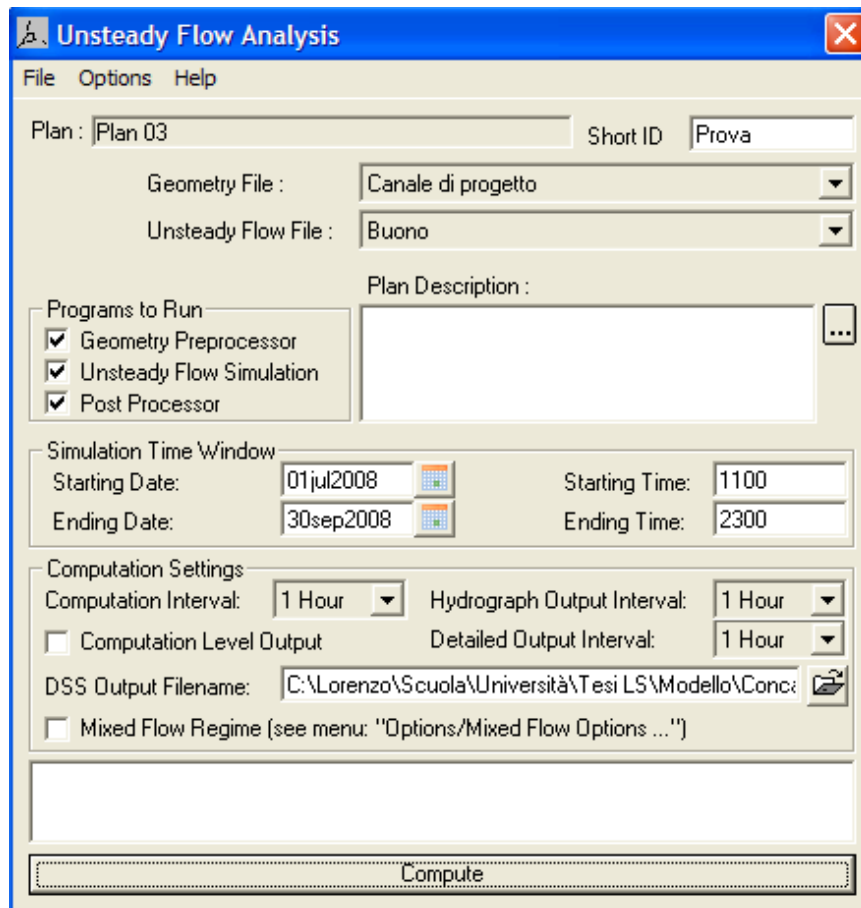 Unsteady Flow Analysis
File Options Help
Plan : Plan 03 Short ID Prova
Geometry File : Canale di progetto
Unsteady Flow File : Buono
Plan Description :
Programs to Run
Geometry Preprocessor
Unsteady Flow Simulation
Post Processor
...
Simulation Time Window
Starting Date: 01jul2008 Starting Time: 1100
Ending Date: 30sep2008 Ending Time: 2300
Computation Settings
Computation Interval: 1 Hour Hydrograph Output Interval: 1 Hour
Computation Level Output Detailed Output Interval: 1 Hour
DSS Output Filename: C:\Lorenzo\Scuola\Università\Tesi LS\Modello\Conca
Mixed Flow Regime (see menu: "Options/Mixed Flow Options ...")
Compute